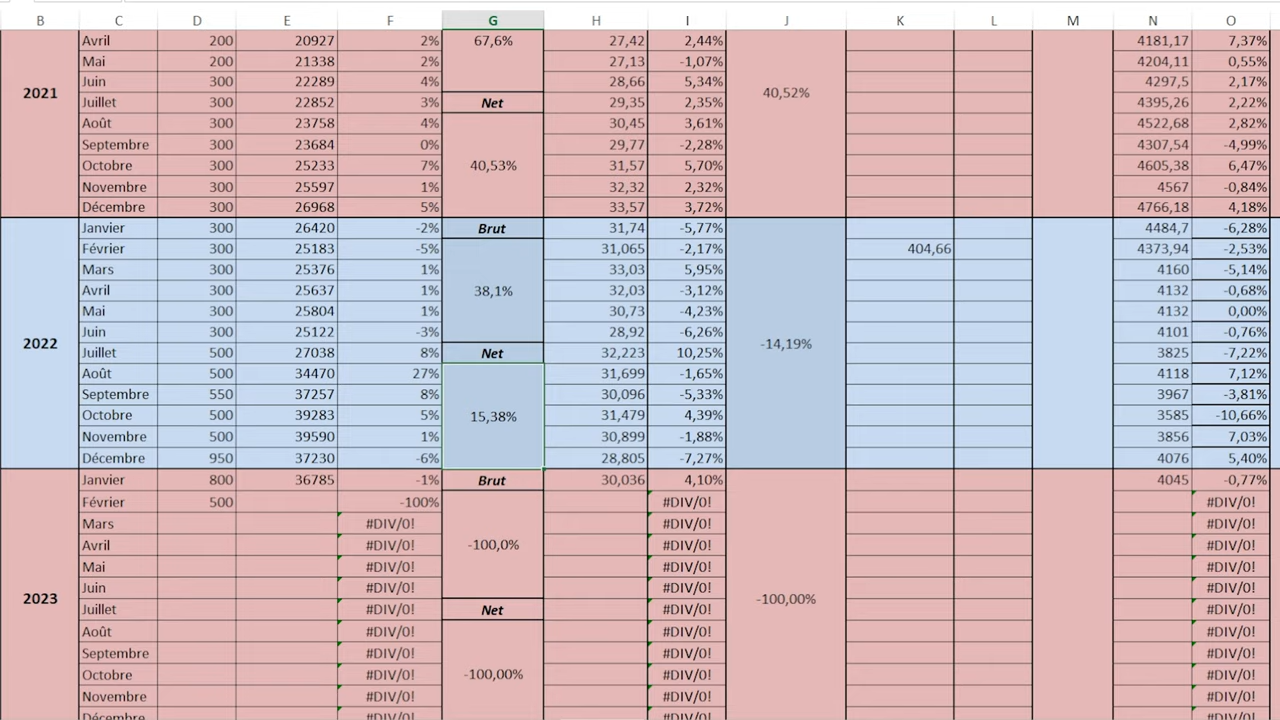 B C D E F G H I J K L M N O
Avril 200 20927 2% 67,6% 27,42 2,44% 4181,17 7,37%
Mai 200 21338 2% 27,13 -1,07% 4204,11 0,55%
Juin 300 22289 4% 28,66 5,34% 4297,5 2,17%
2021 40,52%
Juillet 300 22852 3% Net 29,35 2,35% 4395,26 2,22%
Août 300 23758 4% 30,45 3,61% 4522,68 2,82%
Septembre 300 23684 0% 29,77 -2,28% 4307,54 -4,99%
Octobre 300 25233 7% 40,53% 31,57 5,70% 4605,38 6,47%
Novembre 300 25597 1% 32,32 2,32% 4567 -0,84%
Décembre 300 26968 5% 33,57 3,72% 4766,18 4,18%
Janvier 300 26420 -2% Brut 31,74 -5,77% 4484,7 -6,28%
Février 300 25183 -5% 31,065 -2,17% 404,66 4373,94 -2,53%
Mars 300 25376 1% 33,03 5,95% 4160 -5,14%
Avril 300 25637 1% 38,1% 32,03 -3,12% 4132 -0,68%
Mai 300 25804 1% 30,73 -4,23% 4132 0,00%
Juin 300 25122 -3% 28,92 -6,26% 4101 -0,76%
2022 -14,19%
Juillet 500 27038 8% Net 32,223 10,25% 3825 -7,22%
Août 500 34470 27% 31,699 -1,65% 4118 7,12%
Septembre 550 37257 8% 30,096 -5,33% 3967 -3,81%
Octobre 500 39283 5% 15,38% 31,479 4,39% 3585 -10,66%
Novembre 500 39590 1% 30,899 -1,88% 3856 7,03%
Décembre 950 37230 -6% 28,805 -7,27% 4076 5,40%
Janvier 800 36785 -1% Brut 30,036 4,10% 4045 -0,77%
Février 500 -100% #DIV/0! #DIV/0!
Mars #DIV/0! #DIV/0! #DIV/0!
Avril #DIV/0! -100,0% #DIV/0! #DIV/0!
Mai #DIV/0! #DIV/0! #DIV/0!
Juin #DIV/0! #DIV/0! #DIV/0!
2023 -100,00%
Juillet #DIV/0! Net #DIV/0! #DIV/0!
Août #DIV/0! #DIV/0! #DIV/0!
Septembre #DIV/0! #DIV/0! #DIV/0!
Octobre #DIV/0! -100,00% #DIV/0! #DIV/0!
Novembre #DIV/0! #DIV/0! #DIV/0!
Décembre #DIV/0! #DIV/0! #DIV/0!